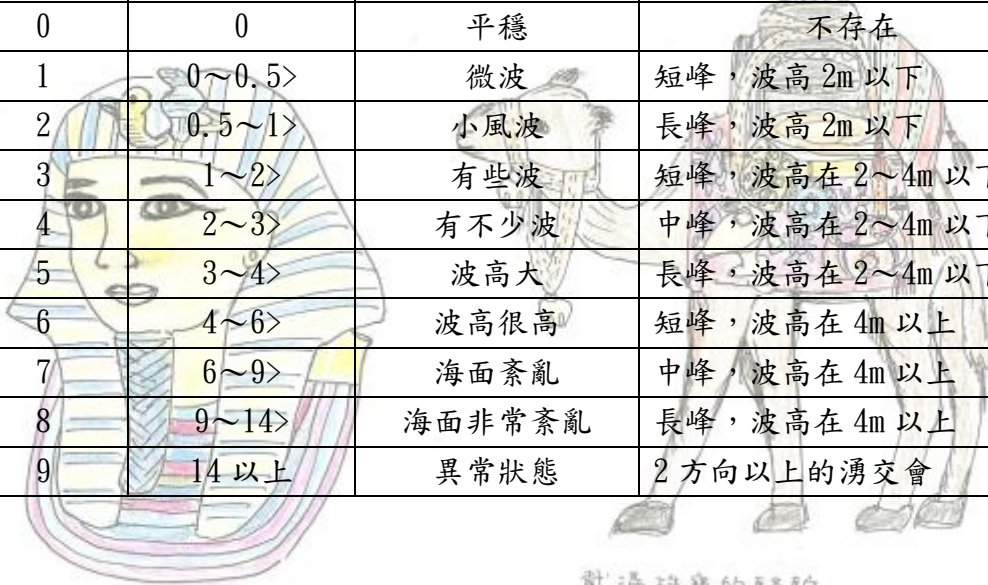 0 0 平穩 不存在
1 0～0.5> 微波 短峰，波高 2m 以下
2 0.5～1> 小風波 長峰，波高 2m 以下
3 1～2> 有些波 短峰，波高在 2～4m 以下
4 2～3> 有不少波 中峰，波高在 2～4m 以下
5 3～4> 波高大 長峰，波高在 2～4m 以下
6 4～6> 波高很高 短峰，波高在 4m 以上
7 6～9> 海面紊亂 中峰，波高在 4m 以上
8 9～14> 海面非常紊亂 長峰，波高在 4m 以上
9 14 以上 異常狀態 2 方向以上的湧交會